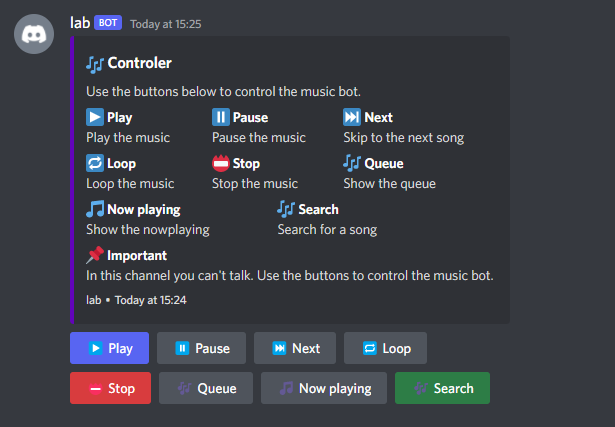 lab BOT Today at 15:25
Controler
Use the buttons below to control the music bot.
Play Pause Next
Play the music Pause the music Skip to the next song
Loop Stop Queue
Loop the music Stop the music Show the queue
Now playing Search
Show the nowplaying Search for a song
Important
In this channel you can't talk. Use the buttons to control the music bot.
lab • Today at 15:24
Play Pause Next Loop
Stop Queue Now playing Search